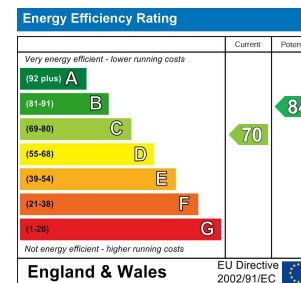 Energy Efficiency Rating
Current
Very energy efficient - lower running costs
(92 plus) A
(81-91) B
(69-80) C
70
(55-68) D
(39-54) E
(21-38) F
(1-20) G
Not energy efficient - higher running costs
England & Wales
EU Directive
2002/91/EC